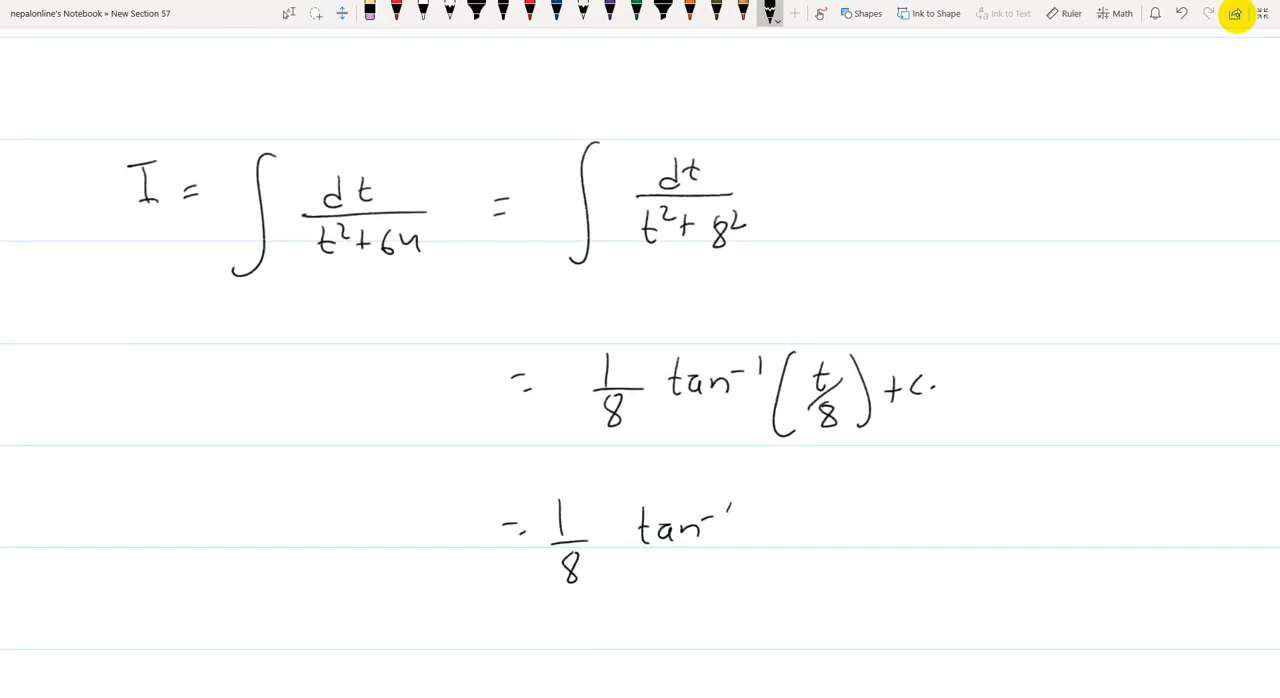 nepalonline's Notebook » New Section 57
Shapes Ink to Shape Ink to Text Ruler Math
I = ∫ dt / (t² + 64) = ∫ dt / (t² + 8²)
= 1/8 tan⁻¹ (t/8) + c.
= 1/8 tan⁻¹